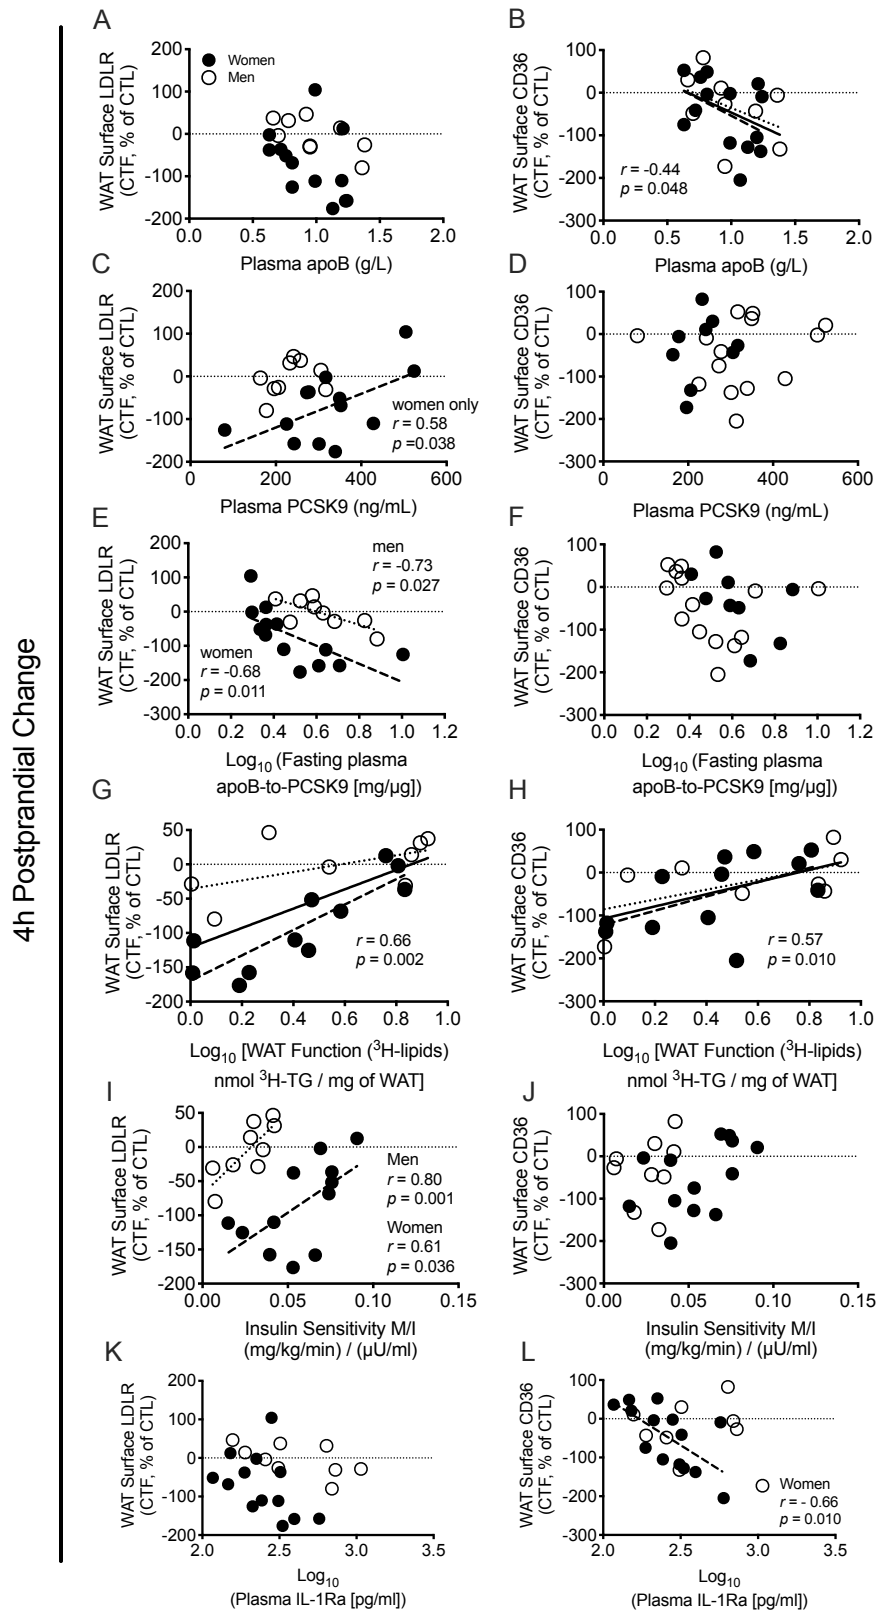 4h Postprandial Change
A
WAT Surface LDLR
(CTF, % of CTL)
200
100
0
-100
-200
Women
Men
0.0 0.5 1.0 1.5 2.0
Plasma apoB (g/L)
B
WAT Surface CD36
(CTF, % of CTL)
100
0
-100
-200
-300
r = -0.44
p = 0.048
0.0 0.5 1.0 1.5 2.0
Plasma apoB (g/L)
C
WAT Surface LDLR
(CTF, % of CTL)
200
100
0
-100
-200
women only
r = 0.58
p =0.038
0 200 400 600
Plasma PCSK9 (ng/mL)
D
WAT Surface CD36
(CTF, % of CTL)
100
0
-100
-200
-300
200 400 600
Plasma PCSK9 (ng/mL)
E
WAT Surface LDLR
(CTF, % of CTL)
200
100
0
-100
-200
-300
men
r = -0.73
p = 0.027
women
r = -0.68
p = 0.011
0.0 0.2 0.4 0.6 0.8 1.0 1.2
Log10 (Fasting plasma
apoB-to-PCSK9 [mg/µg])
F
WAT Surface CD36
(CTF, % of CTL)
100
0
-100
-200
-300
0.0 0.2 0.4 0.6 0.8 1.0 1.2
Log10 (Fasting plasma
apoB-to-PCSK9 [mg/µg])
G
WAT Surface LDLR
(CTF, % of CTL)
50
0
-50
-100
-150
-200
r = 0.66
p = 0.002
0.0 0.2 0.4 0.6 0.8 1.0
Log10 [WAT Function (3H-lipids)
nmol 3H-TG / mg of WAT]
H
WAT Surface CD36
(CTF, % of CTL)
100
0
-100
-200
-300
r = 0.57
p = 0.010
0.0 0.2 0.4 0.6 0.8 1.0
Log10 [WAT Function (3H-lipids)
nmol 3H-TG / mg of WAT]
I
WAT Surface LDLR
(CTF, % of CTL)
50
0
-50
-100
-150
-200
Men
r = 0.80
p = 0.001
Women
r = 0.61
p = 0.036
0.00 0.05 0.10 0.15
Insulin Sensitivity M/I
(mg/kg/min) / (µU/ml)
J
WAT Surface CD36
(CTF, % of CTL)
100
0
-100
-200
-300
0.00 0.05 0.10 0.15
Insulin Sensitivity M/I
(mg/kg/min) / (µU/ml)
K
WAT Surface LDLR
(CTF, % of CTL)
200
100
0
-100
-200
2.0 2.5 3.0 3.5
Log10
(Plasma IL-1Ra [pg/ml])
L
WAT Surface CD36
(CTF, % of CTL)
100
0
-100
-200
-300
Women
r = - 0.66
p = 0.010
2.0 2.5 3.0 3.5
Log10
(Plasma IL-1Ra [pg/ml])